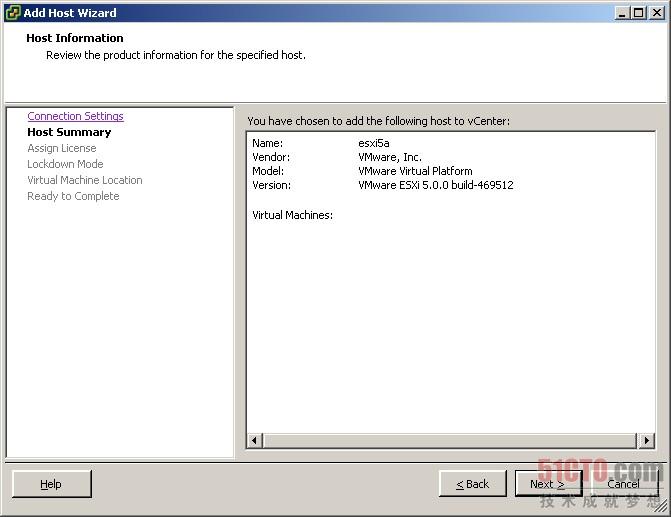 Add Host Wizard
Host Information
Review the product information for the specified host.
Connection Settings
Host Summary
Assign License
Lockdown Mode
Virtual Machine Location
Ready to Complete
You have chosen to add the following host to vCenter:
Name: esxi5a
Vendor: VMware, Inc.
Model: VMware Virtual Platform
Version: VMware ESXi 5.0.0 build-469512
Virtual Machines:
Help
< Back
Next >
Cancel
51CTO.com
技术成就梦想